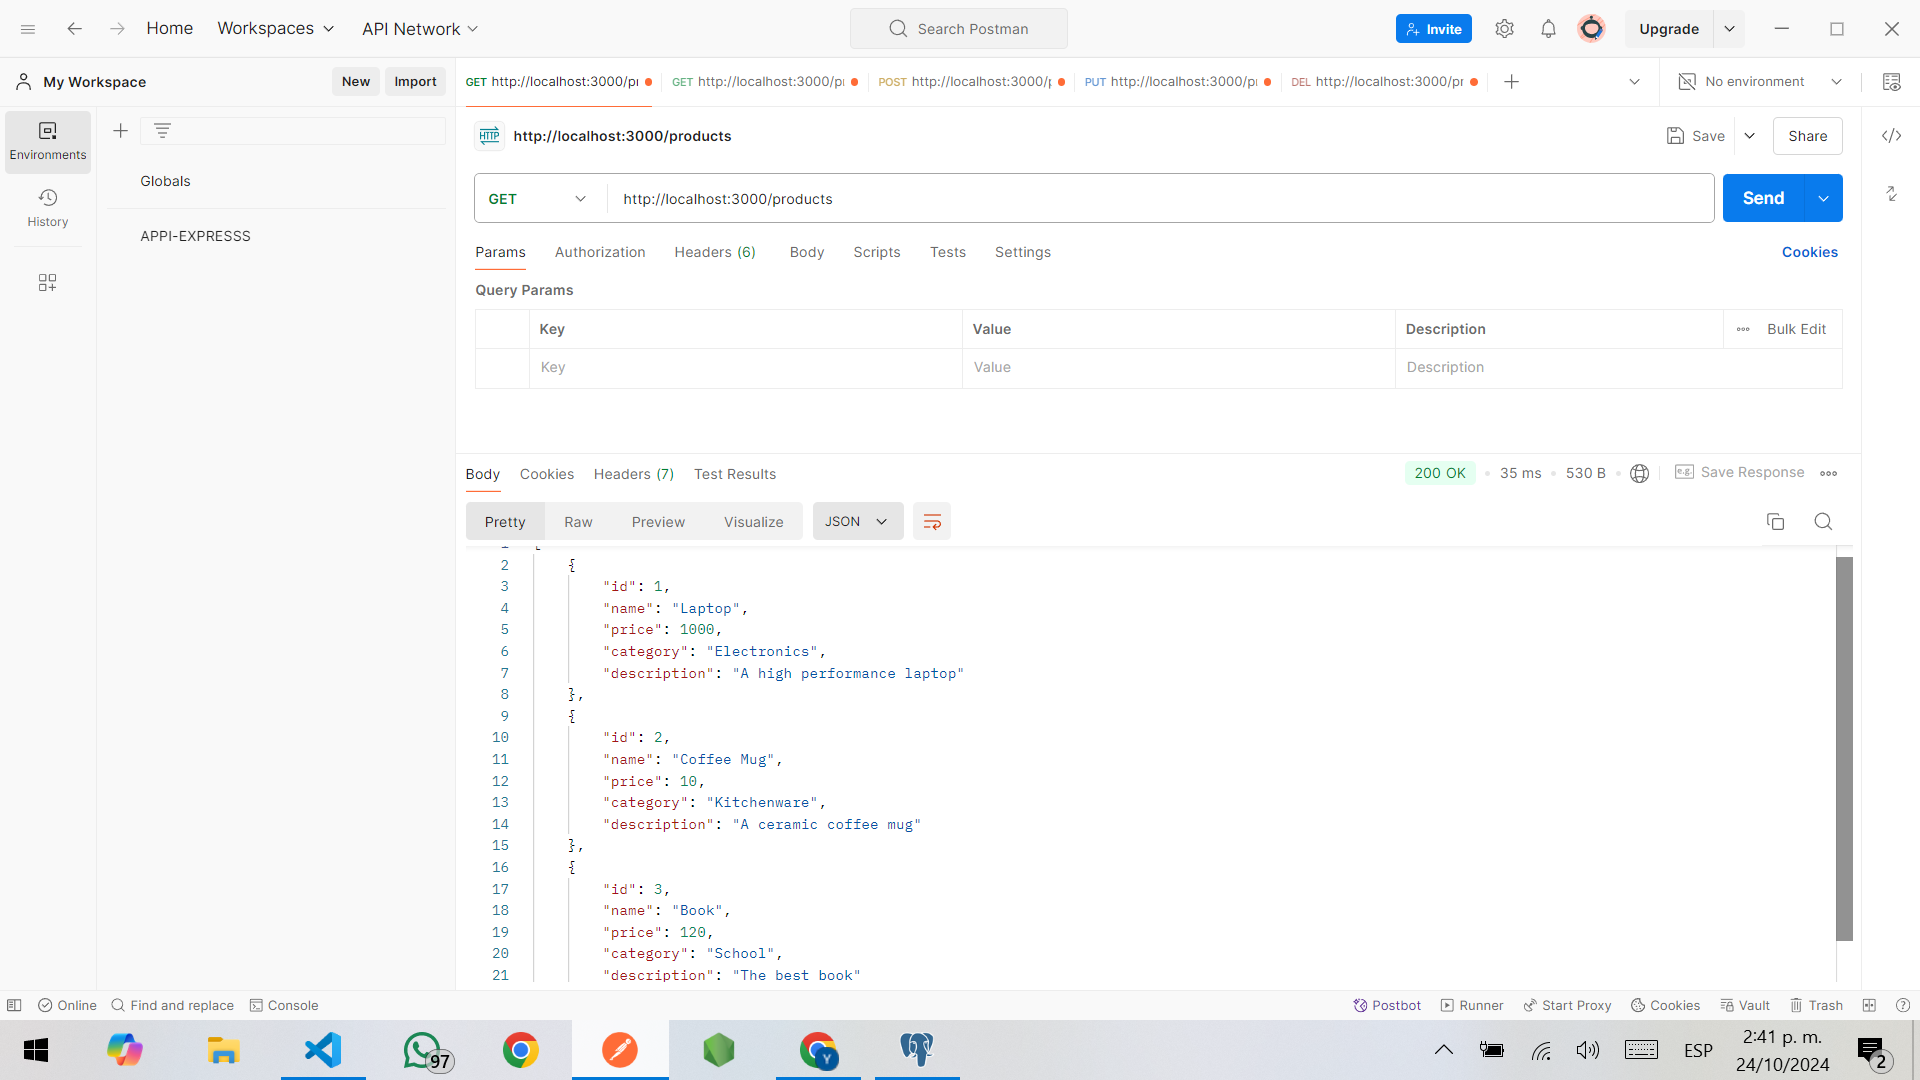 Home Workspaces API Network Search Postman Invite Upgrade
My Workspace New Import GET http://localhost:3000/pr GET http://localhost:3000/p POST http://localhost:3000/ PUT http://localhost:3000/p DEL http://localhost:3000/pr No environment
Environments
History
Globals
APPI-EXPRESSS
HTTP http://localhost:3000/products Save Share
GET http://localhost:3000/products Send
Params Authorization Headers (6) Body Scripts Tests Settings Cookies
Query Params
Key Value Description Bulk Edit
Key Value Description
Body Cookies Headers (7) Test Results 200 OK 35 ms 530 B e.g. Save Response
Pretty Raw Preview Visualize JSON
2 {
3 "id": 1,
4 "name": "Laptop",
5 "price": 1000,
6 "category": "Electronics",
7 "description": "A high performance laptop"
8 },
9 {
10 "id": 2,
11 "name": "Coffee Mug",
12 "price": 10,
13 "category": "Kitchenware",
14 "description": "A ceramic coffee mug"
15 },
16 {
17 "id": 3,
18 "name": "Book",
19 "price": 120,
20 "category": "School",
21 "description": "The best book"
Online Find and replace Console Postbot Runner Start Proxy Cookies Vault Trash
97 Y ESP 2:41 p. m.
24/10/2024 2